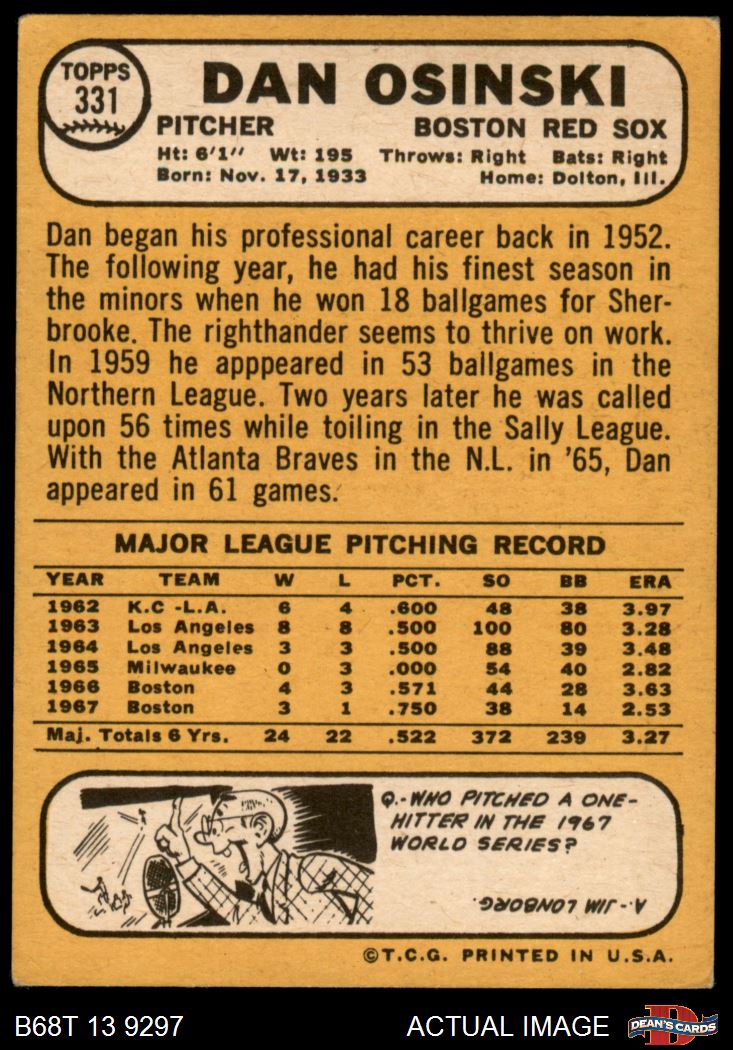 TOPPS
331
DAN OSINSKI
PITCHER BOSTON RED SOX
Ht: 6'1" Wt: 195 Throws: Right Bats: Right
Born: Nov. 17, 1933 Home: Dolton, Ill.
Dan began his professional career back in 1952.
The following year, he had his finest season in
the minors when he won 18 ballgames for Sher-
brooke. The righthander seems to thrive on work.
In 1959 he apppeared in 53 ballgames in the
Northern League. Two years later he was called
upon 56 times while toiling in the Sally League.
With the Atlanta Braves in the N.L. in '65, Dan
appeared in 61 games.
MAJOR LEAGUE PITCHING RECORD
YEAR TEAM W L PCT. SO BB ERA
1962 K.C -L.A. 6 4 .600 48 38 3.97
1963 Los Angeles 8 8 .500 100 80 3.28
1964 Los Angeles 3 3 .500 88 39 3.48
1965 Milwaukee 0 3 .000 54 40 2.82
1966 Boston 4 3 .571 44 28 3.63
1967 Boston 3 1 .750 38 14 2.53
Maj. Totals 6 Yrs. 24 22 .522 372 239 3.27
Q.-WHO PITCHED A ONE-
HITTER IN THE 1967
WORLD SERIES?
A.-JIM LONBORG
©T.C.G. PRINTED IN U.S.A.
B68T 13 9297 ACTUAL IMAGE DEAN'S CARDS